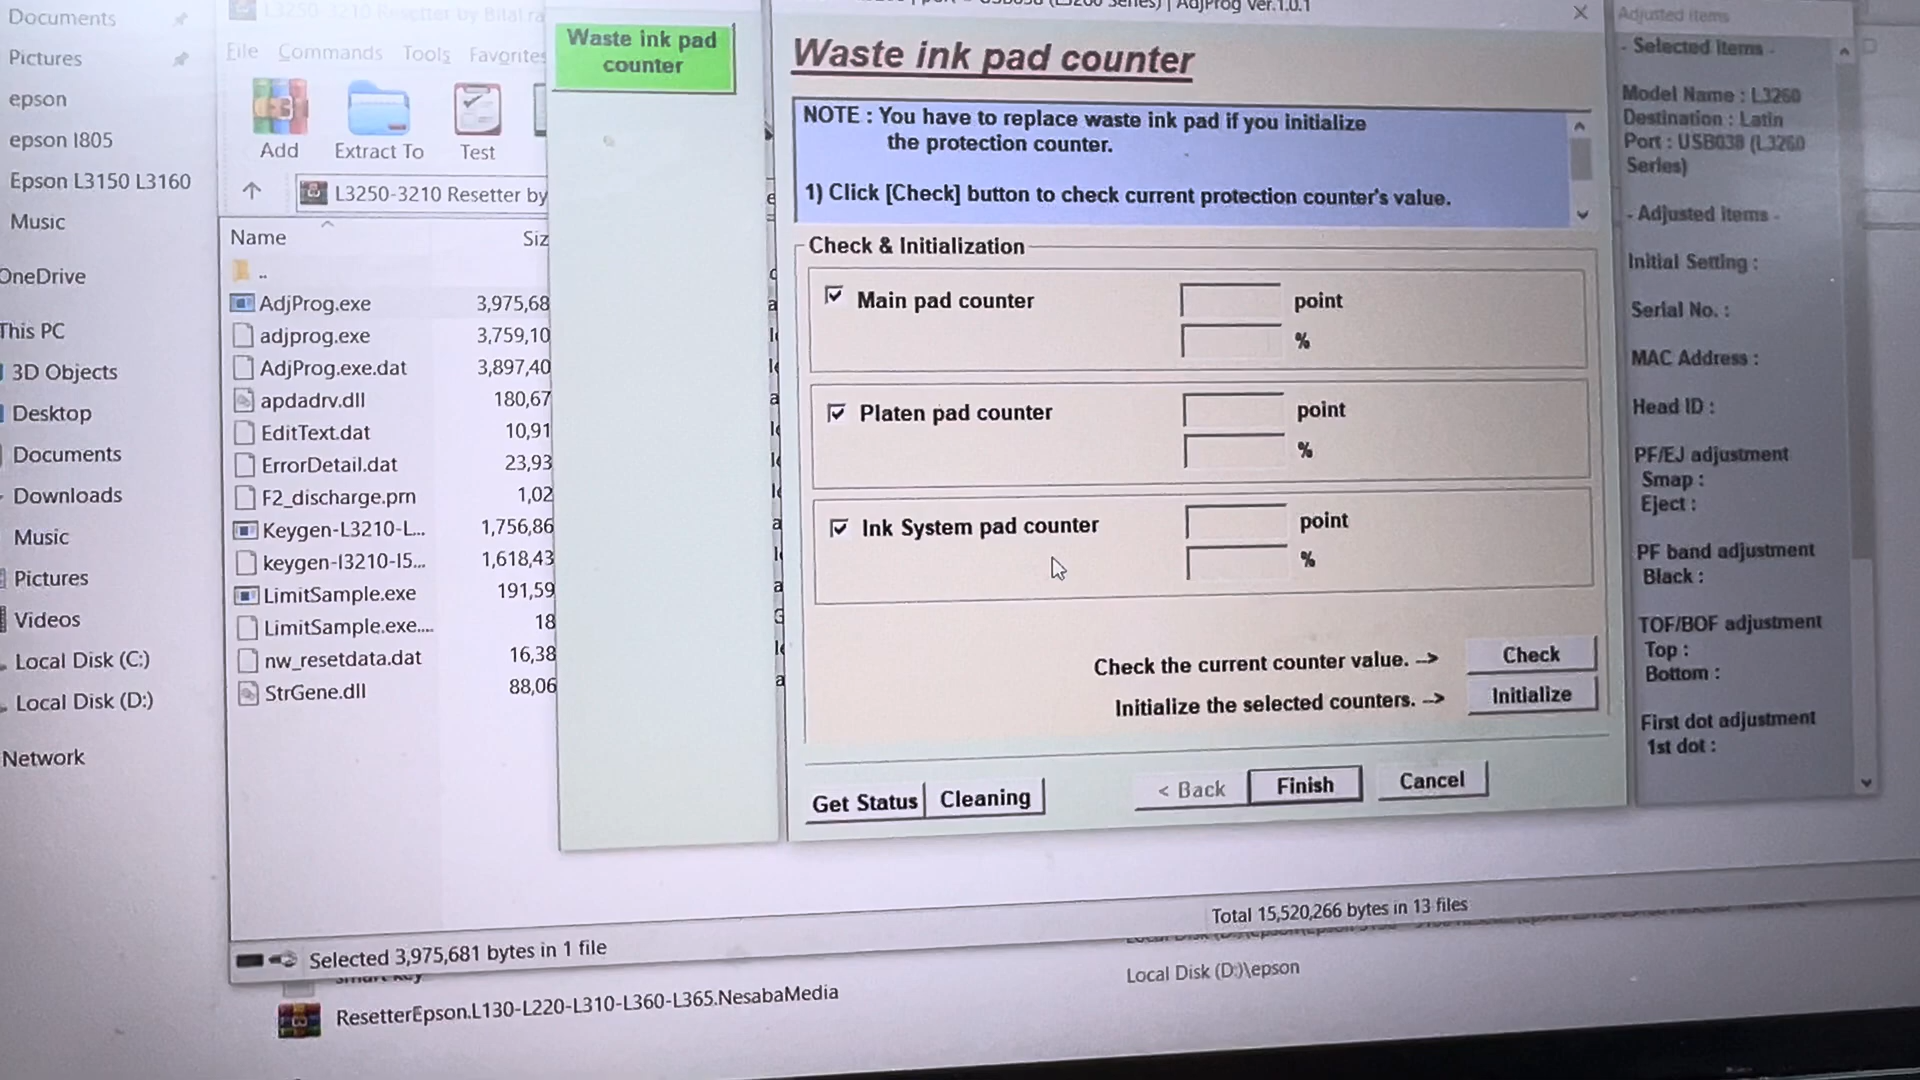 Documents
Pictures
epson
epson l805
Epson L3150 L3160
Music
OneDrive
This PC
3D Objects
Desktop
Documents
Downloads
Music
Pictures
Videos
Local Disk (C:)
Local Disk (D:)
Network
L3250-3210 Resetter by Bilal ra
File Commands Tools Favorites
Add Extract To Test
L3250-3210 Resetter by
Name Siz
..
AdjProg.exe 3,975,68
adjprog.exe 3,759,10
AdjProg.exe.dat 3,897,40
apdadrv.dll 180,67
EditText.dat 10,91
ErrorDetail.dat 23,93
F2_discharge.prn 1,02
Keygen-L3210-L... 1,756,86
keygen-l3210-l5... 1,618,43
LimitSample.exe 191,59
LimitSample.exe.... 18
nw_resetdata.dat 16,38
StrGene.dll 88,06
Selected 3,975,681 bytes in 1 file
Total 15,520,266 bytes in 13 files
ResetterEpson.L130-L220-L310-L360-L365.NesabaMedia
Local Disk (D:)\epson
Waste ink pad
counter
Series) | AdjProg Ver.1.0.1
Waste ink pad counter
NOTE : You have to replace waste ink pad if you initialize
the protection counter.
1) Click [Check] button to check current protection counter's value.
Check & Initialization
Main pad counter point
%
Platen pad counter point
%
Ink System pad counter point
%
Check the current counter value. --> Check
Initialize the selected counters. --> Initialize
Get Status Cleaning < Back Finish Cancel
Adjusted items
- Selected Items -
Model Name : L3260
Destination : Latin
Port : USB038 (L3260
Series)
- Adjusted items -
Initial Setting :
Serial No. :
MAC Address :
Head ID :
PF/EJ adjustment
Smap :
Eject :
PF band adjustment
Black :
TOF/BOF adjustment
Top :
Bottom :
First dot adjustment
1st dot :